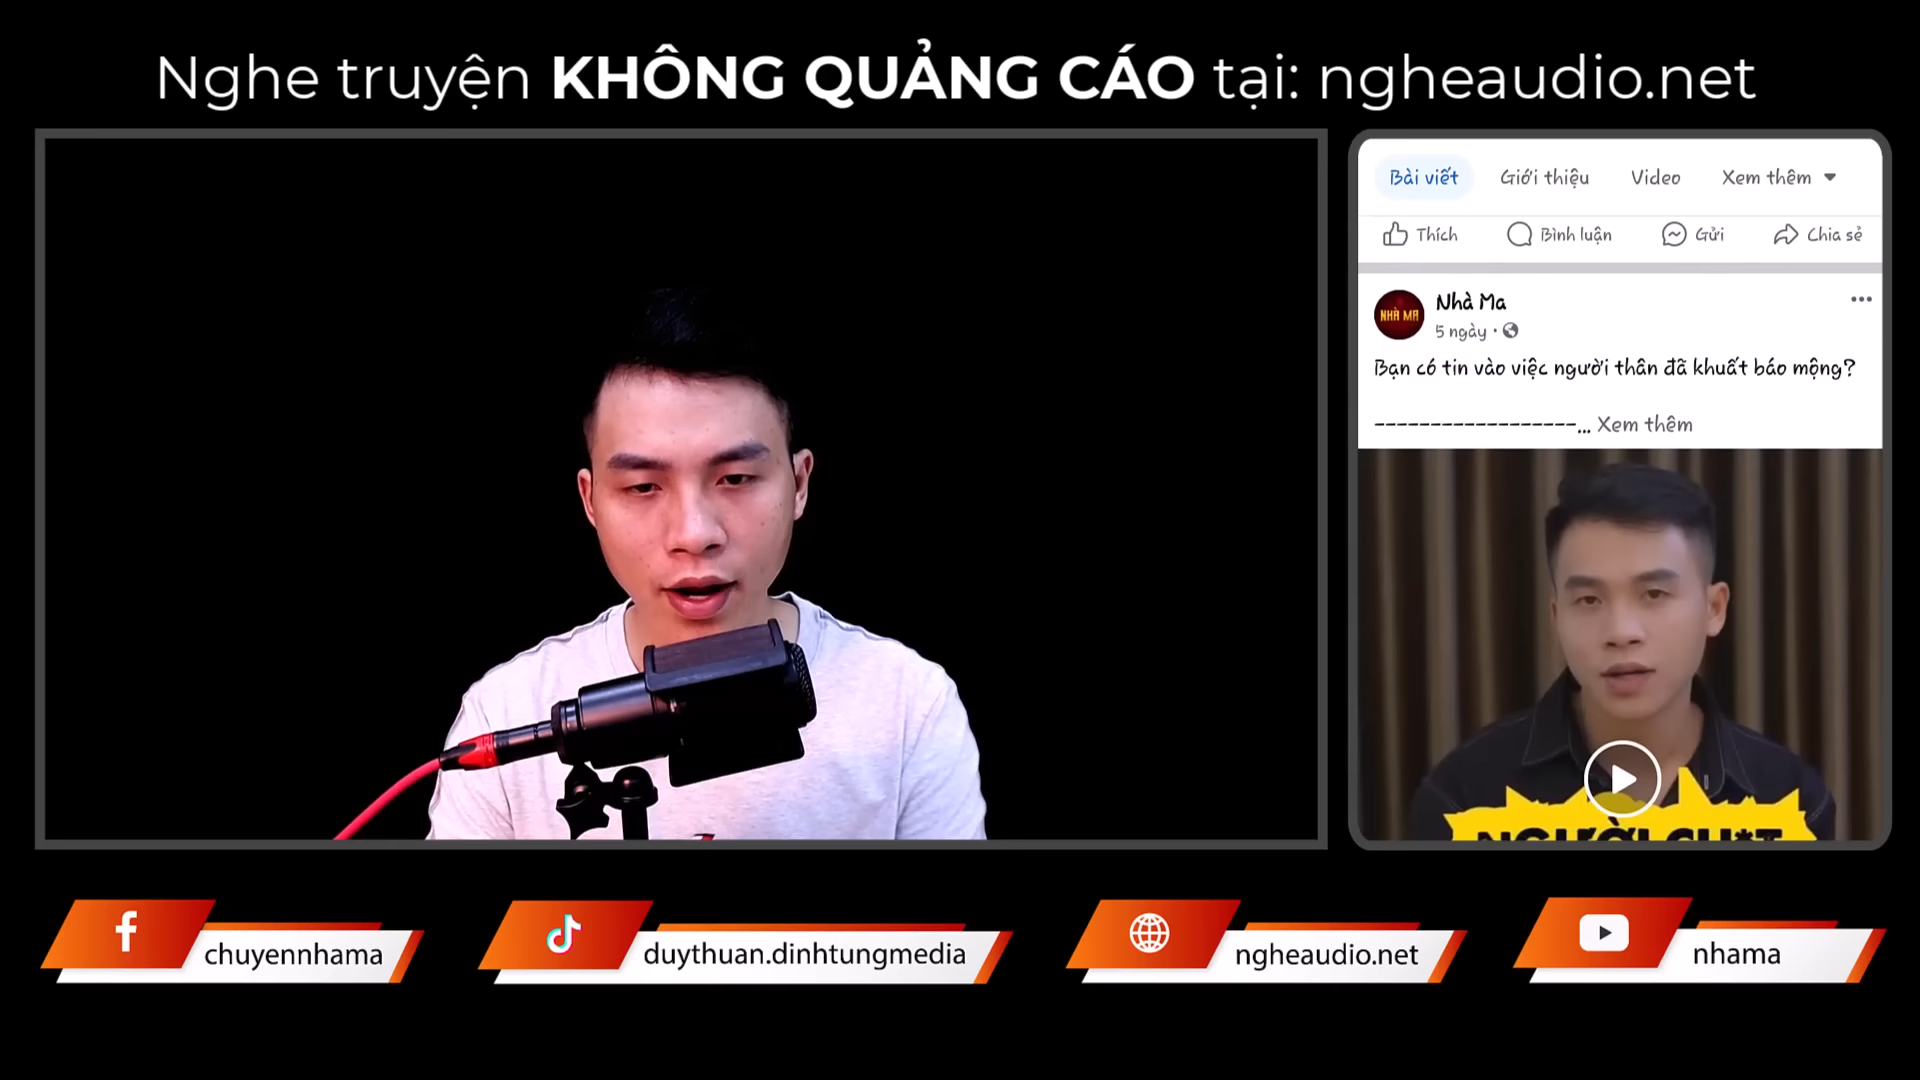 Nghe truyện KHÔNG QUẢNG CÁO tại: ngheaudio.net
Bài viết Giới thiệu Video Xem thêm
Thích Bình luận Gửi Chia sẻ
NHÀ MA
Nhà Ma
5 ngày
Bạn có tin vào việc người thân đã khuất báo mộng?
------------------... Xem thêm
NGƯỜI CH*T
chuyennhama
duythuan.dinhtungmedia
ngheaudio.net
nhama